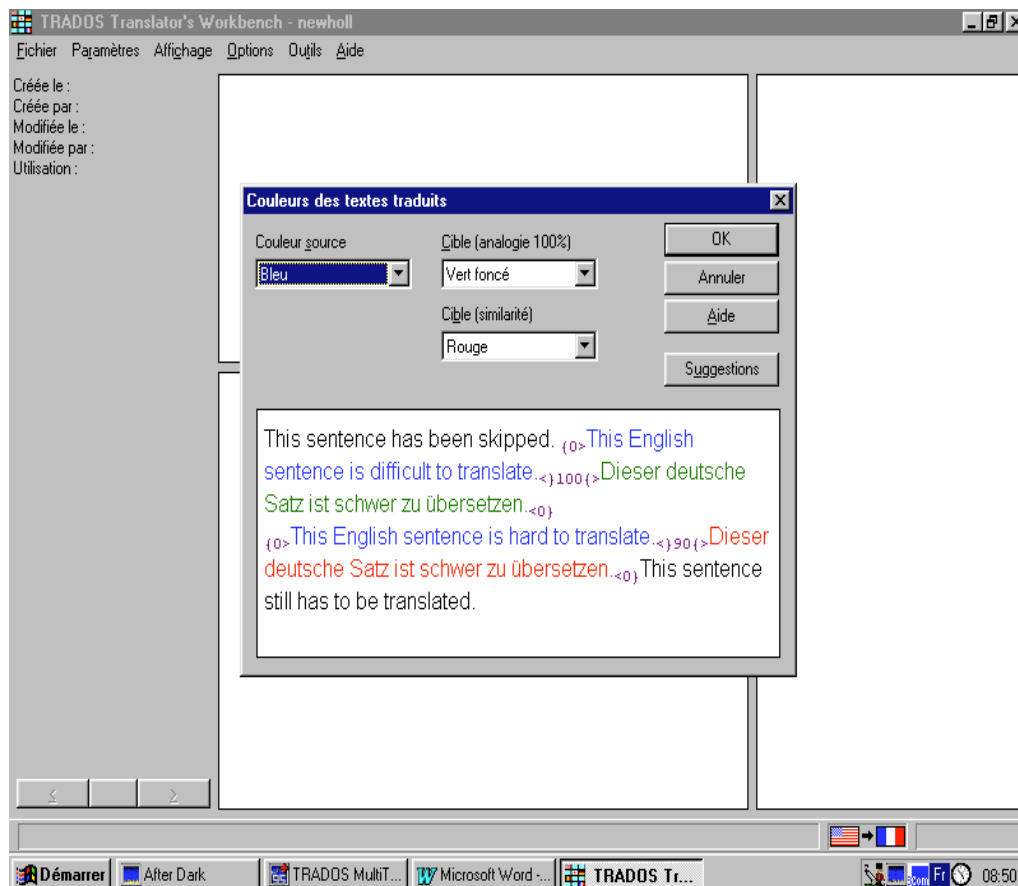 TRADOS Translator's Workbench - newholl
Fichier Paramètres Affichage Options Outils Aide
Créée le :
Créée par :
Modifiée le :
Modifiée par :
Utilisation :
Couleurs des textes traduits
Couleur source
Cible (analogie 100%)
OK
Bleu
Vert foncé
Annuler
Cible (similarité)
Aide
Rouge
Suggestions
This sentence has been skipped. {0>This English
sentence is difficult to translate.<}100{>Dieser deutsche
Satz ist schwer zu übersetzen.<0}
{0>This English sentence is hard to translate.<}90{>Dieser
deutsche Satz ist schwer zu übersetzen.<0}This sentence
still has to be translated.
< >
Démarrer After Dark TRADOS MultiT... Microsoft Word -... TRADOS Tr... Fr 08:50